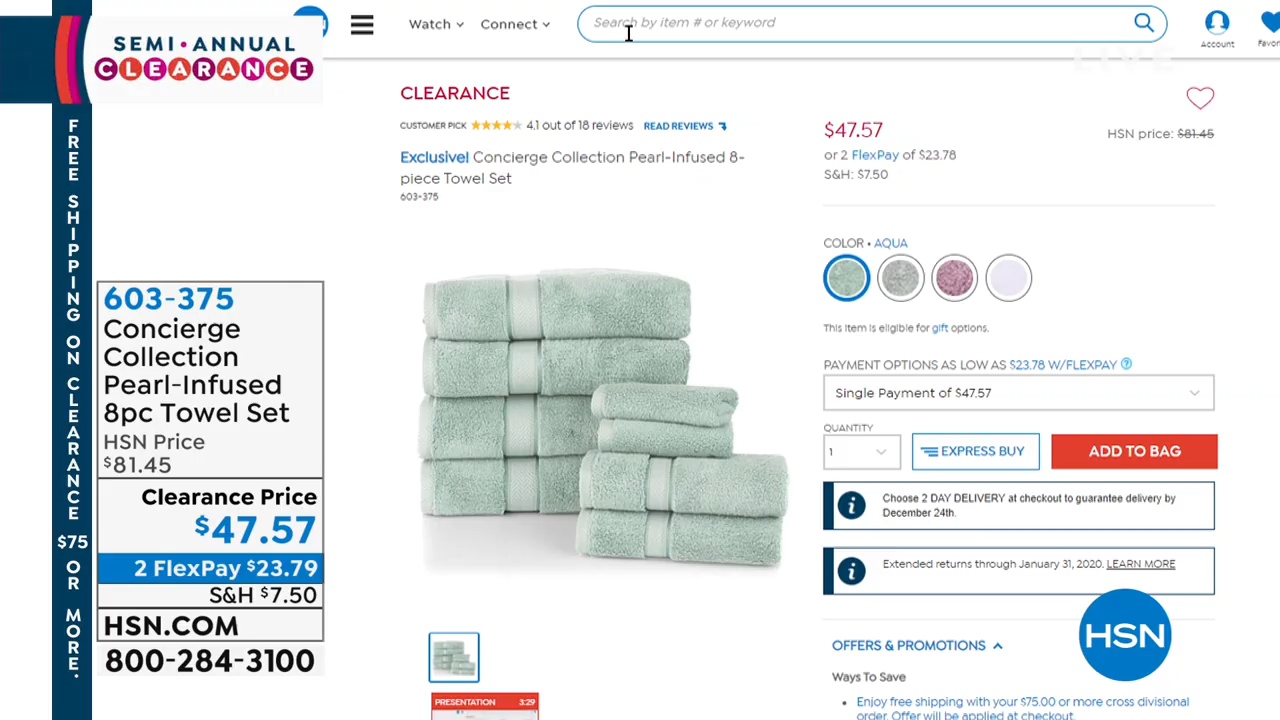 SEMI•ANNUAL
CLEARANCE
FREE SHIPPING ON CLEARANCE $75 OR MORE.
603-375
Concierge
Collection
Pearl-Infused
8pc Towel Set
HSN Price
$81.45
Clearance Price
$47.57
2 FlexPay $23.79
S&H $7.50
HSN.COM
800-284-3100
Watch
Connect
Search by item # or keyword
Account
Favor
LIVE
CLEARANCE
CUSTOMER PICK 4.1 out of 18 reviews READ REVIEWS
Exclusive! Concierge Collection Pearl-Infused 8-
piece Towel Set
603-375
PRESENTATION 3:29
$47.57
HSN price: $81.45
or 2 FlexPay of $23.78
S&H: $7.50
COLOR • AQUA
This item is eligible for gift options.
PAYMENT OPTIONS AS LOW AS $23.78 W/FLEXPAY ?
Single Payment of $47.57
QUANTITY
1
EXPRESS BUY
ADD TO BAG
Choose 2 DAY DELIVERY at checkout to guarantee delivery by
December 24th.
Extended returns through January 31, 2020. LEARN MORE
HSN
OFFERS & PROMOTIONS
Ways To Save
• Enjoy free shipping with your $75.00 or more cross divisional
order. Offer will be applied at checkout.